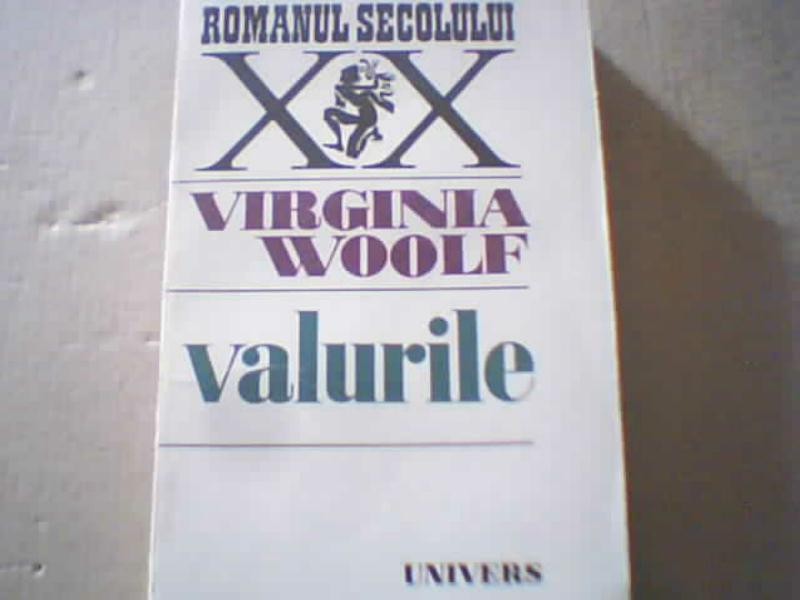 ROMANUL SECOLULUI
XX
VIRGINIA
WOOLF
valurile
UNIVERS